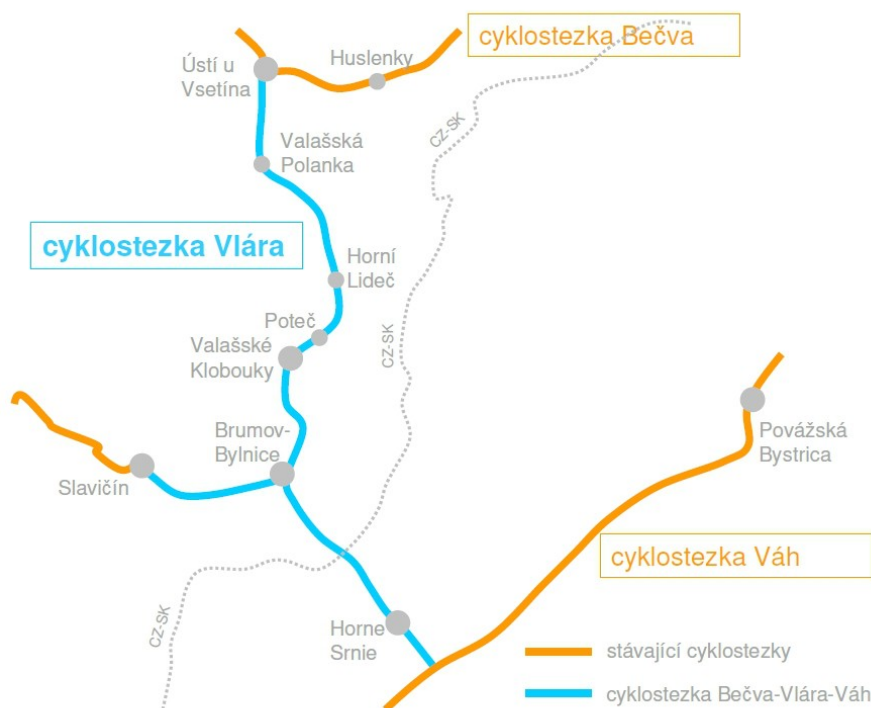 cyklostezka Bečva
Ústí u
Vsetína
Huslenky
CZ-SK
Valašská
Polanka
cyklostezka Vlára
Horní
Lideč
Poteč
CZ-SK
Valašské
Klobouky
Brumov-
Bylnice
Povážská
Bystrica
Slavičín
cyklostezka Váh
CZ-SK
Horne
Srnie
stávající cyklostezky
cyklostezka Bečva-Vlára-Váh